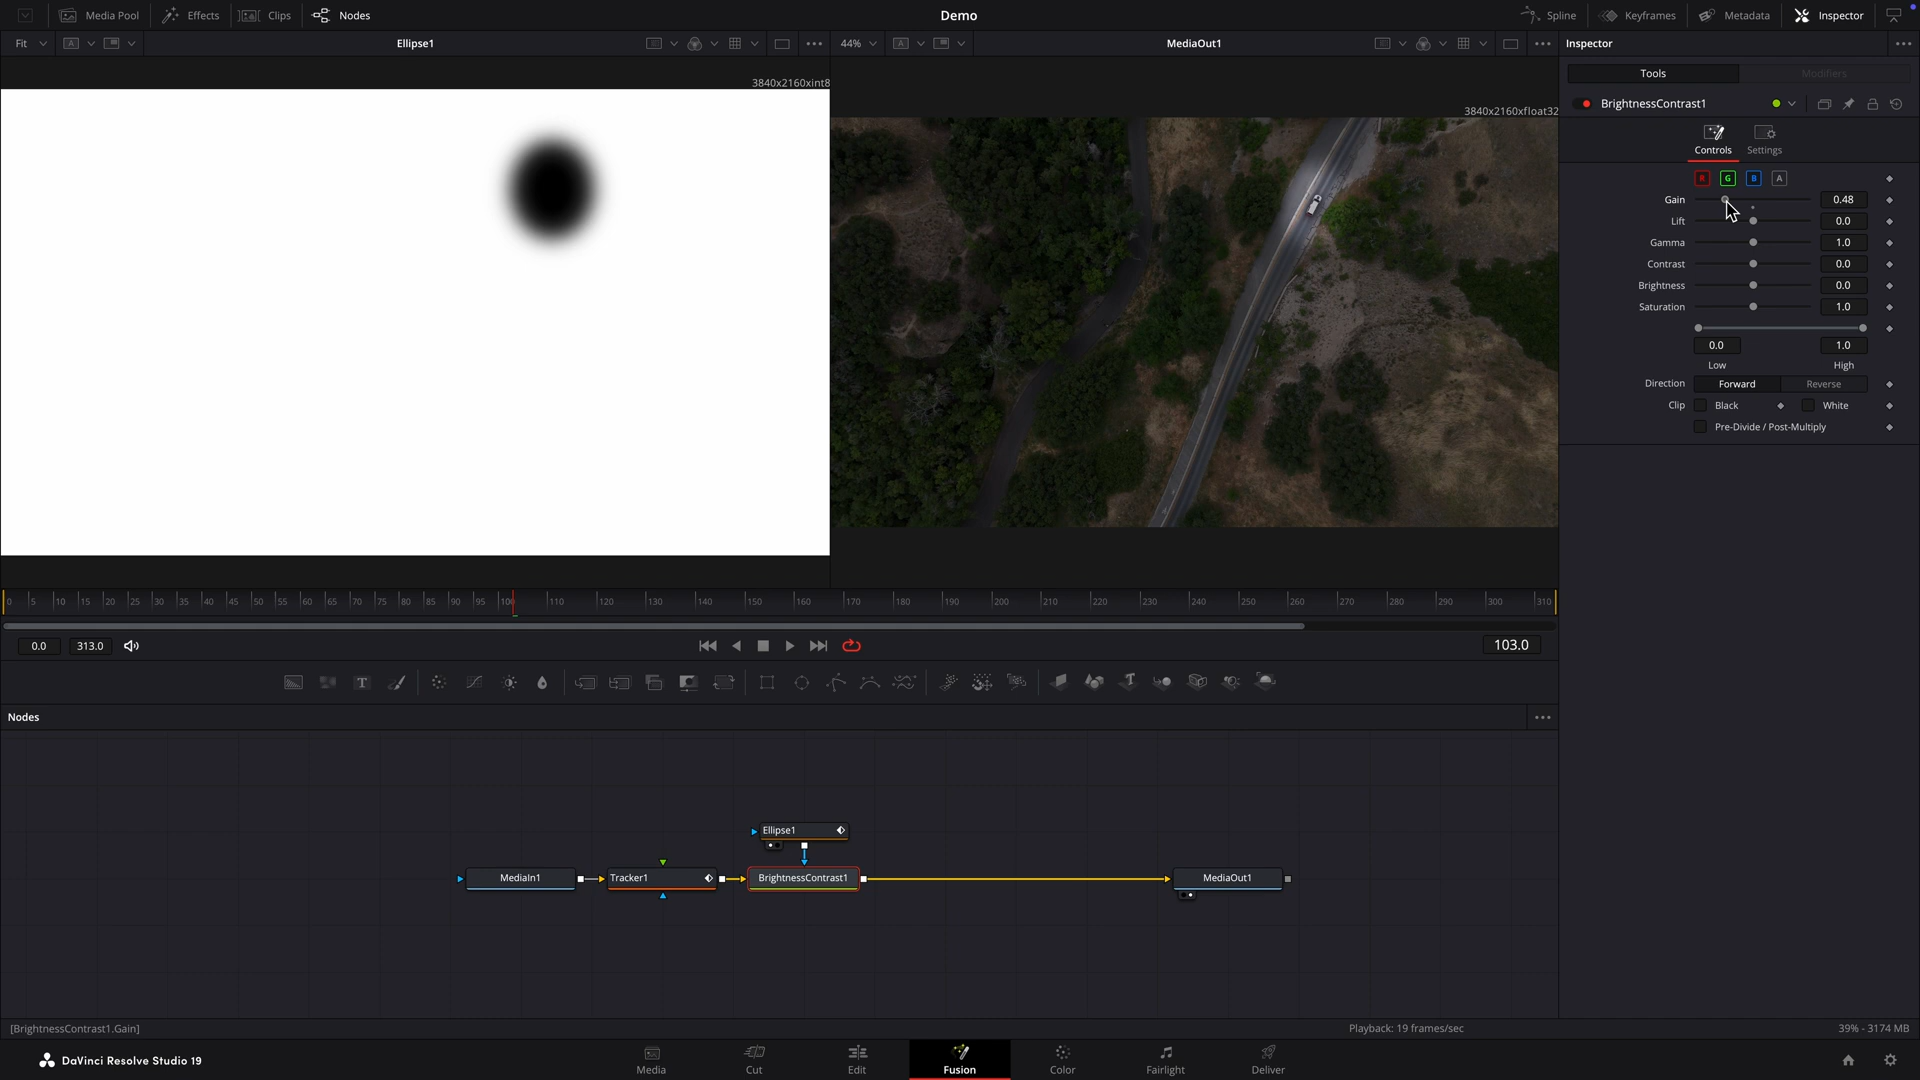 Media Pool Effects Clips Nodes Demo Spline Keyframes Metadata Inspector
Fit A Ellipse1 44% A MediaOut1 Inspector
3840x2160xint8
3840x2160xfloat32
Tools Modifiers
BrightnessContrast1
Controls Settings
R G B A
Gain 0.48
Lift 0.0
Gamma 1.0
Contrast 0.0
Brightness 0.0
Saturation 1.0
0.0 1.0
Low High
Direction Forward Reverse
Clip Black White
Pre-Divide / Post-Multiply
0 5 10 15 20 25 30 35 40 45 50 55 60 65 70 75 80 85 90 95 100 110 120 130 140 150 160 170 180 190 200 210 220 230 240 250 260 270 280 290 300 310
0.0 313.0 103.0
Nodes
Ellipse1
MediaIn1 Tracker1 BrightnessContrast1 MediaOut1
[BrightnessContrast1.Gain] Playback: 19 frames/sec 39% - 3174 MB
DaVinci Resolve Studio 19
Media Cut Edit Fusion Color Fairlight Deliver